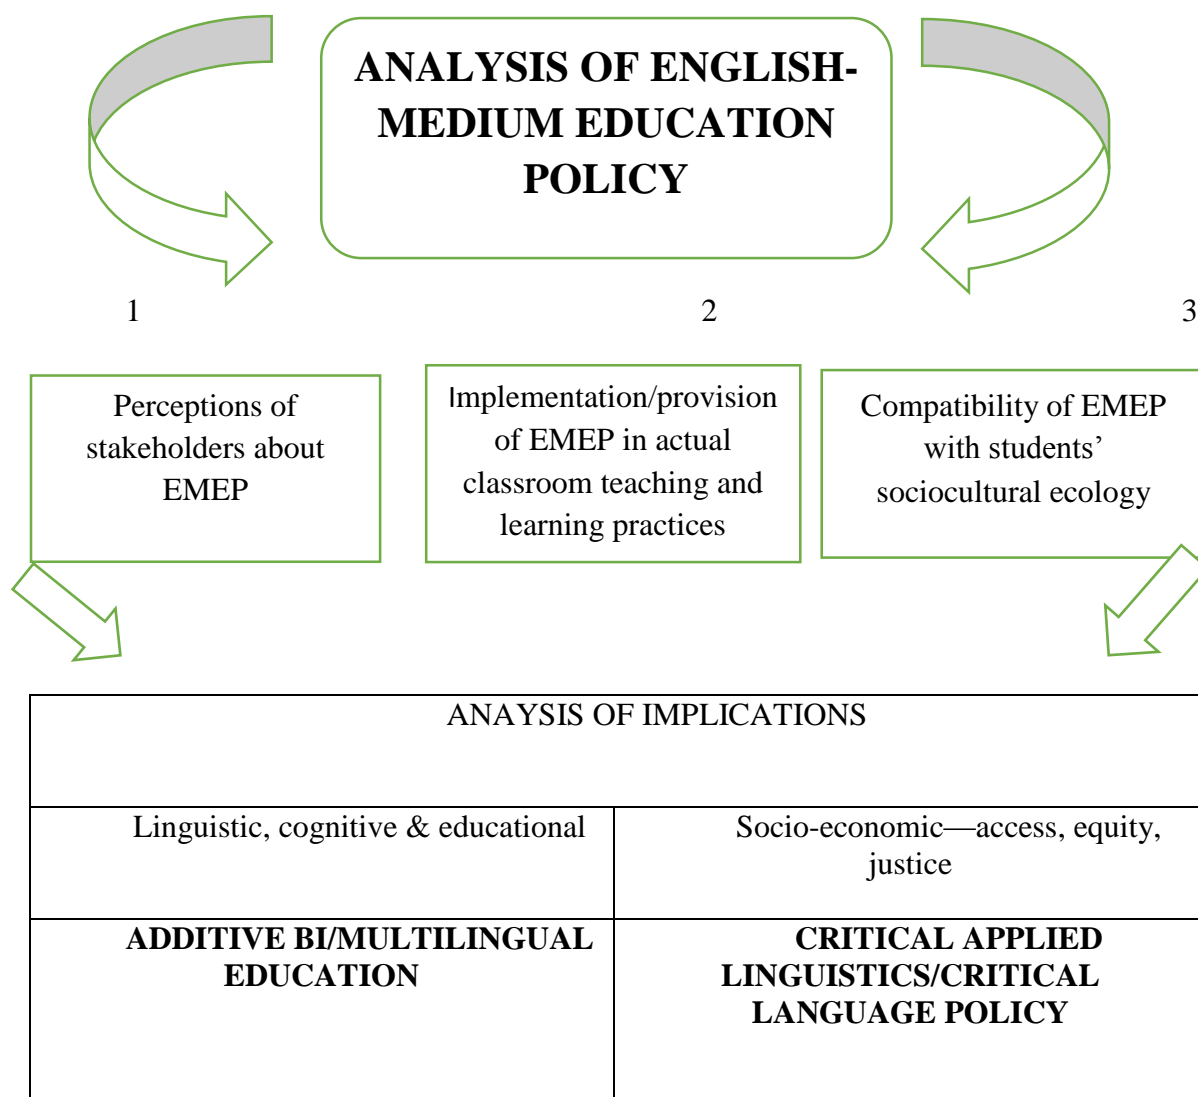 ANALYSIS OF ENGLISH-
MEDIUM EDUCATION
POLICY
1
2
3
Perceptions of
stakeholders about
EMEP
Implementation/provision
of EMEP in actual
classroom teaching and
learning practices
Compatibility of EMEP
with students’
sociocultural ecology
ANAYSIS OF IMPLICATIONS
Linguistic, cognitive & educational
Socio-economic—access, equity,
justice
ADDITIVE BI/MULTILINGUAL
EDUCATION
CRITICAL APPLIED
LINGUISTICS/CRITICAL
LANGUAGE POLICY